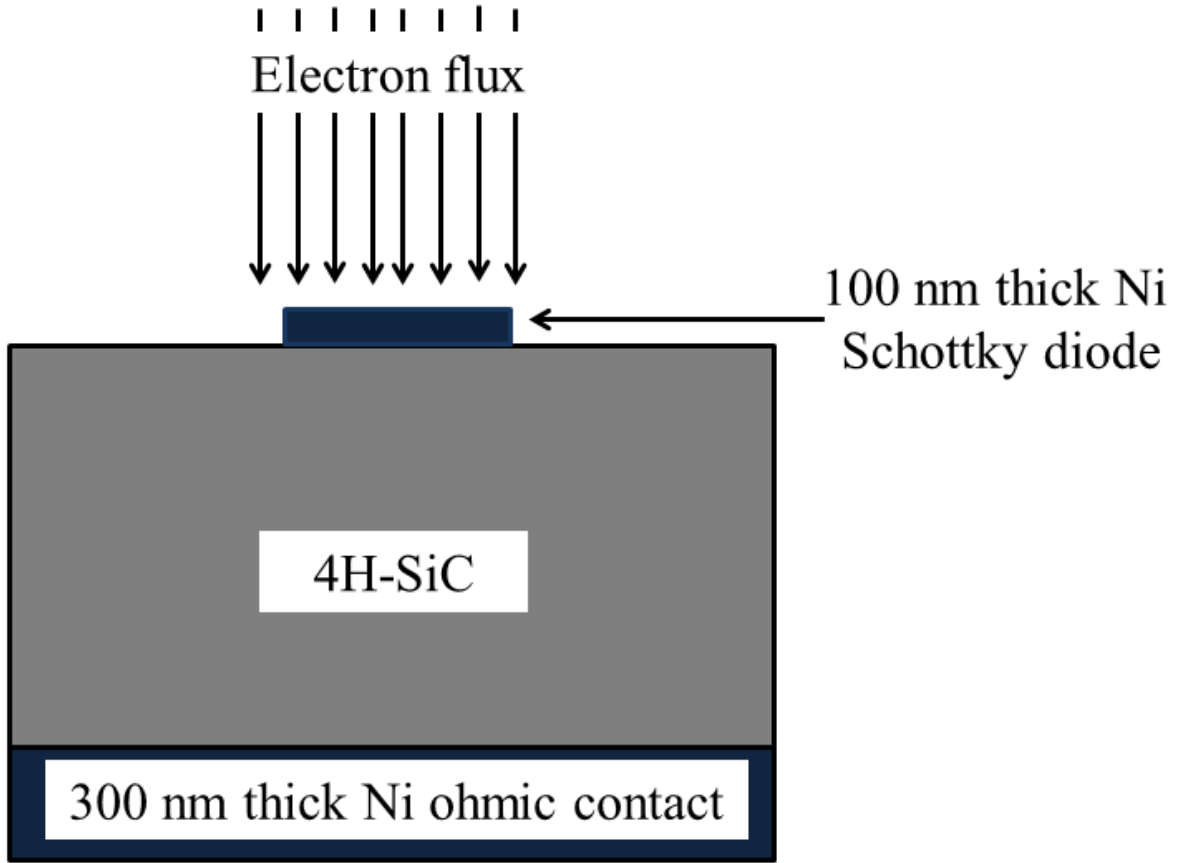 Electron flux
100 nm thick Ni
Schottky diode
4H-SiC
300 nm thick Ni ohmic contact